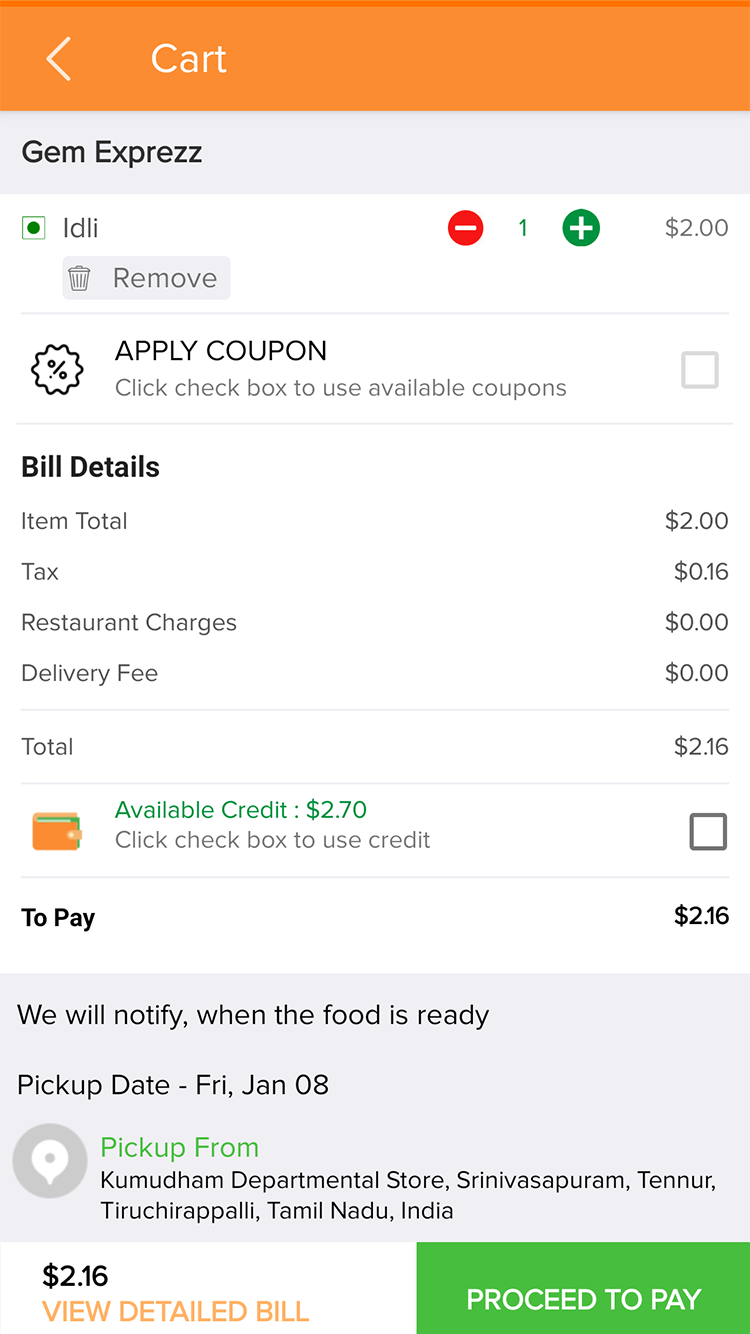 Cart
Gem Exprezz
Idli 1 $2.00
Remove
%
APPLY COUPON
Click check box to use available coupons
Bill Details
Item Total $2.00
Tax $0.16
Restaurant Charges $0.00
Delivery Fee $0.00
Total $2.16
Available Credit : $2.70
Click check box to use credit
To Pay $2.16
We will notify, when the food is ready
Pickup Date - Fri, Jan 08
Pickup From
Kumudham Departmental Store, Srinivasapuram, Tennur,
Tiruchirappalli, Tamil Nadu, India
$2.16
VIEW DETAILED BILL
PROCEED TO PAY